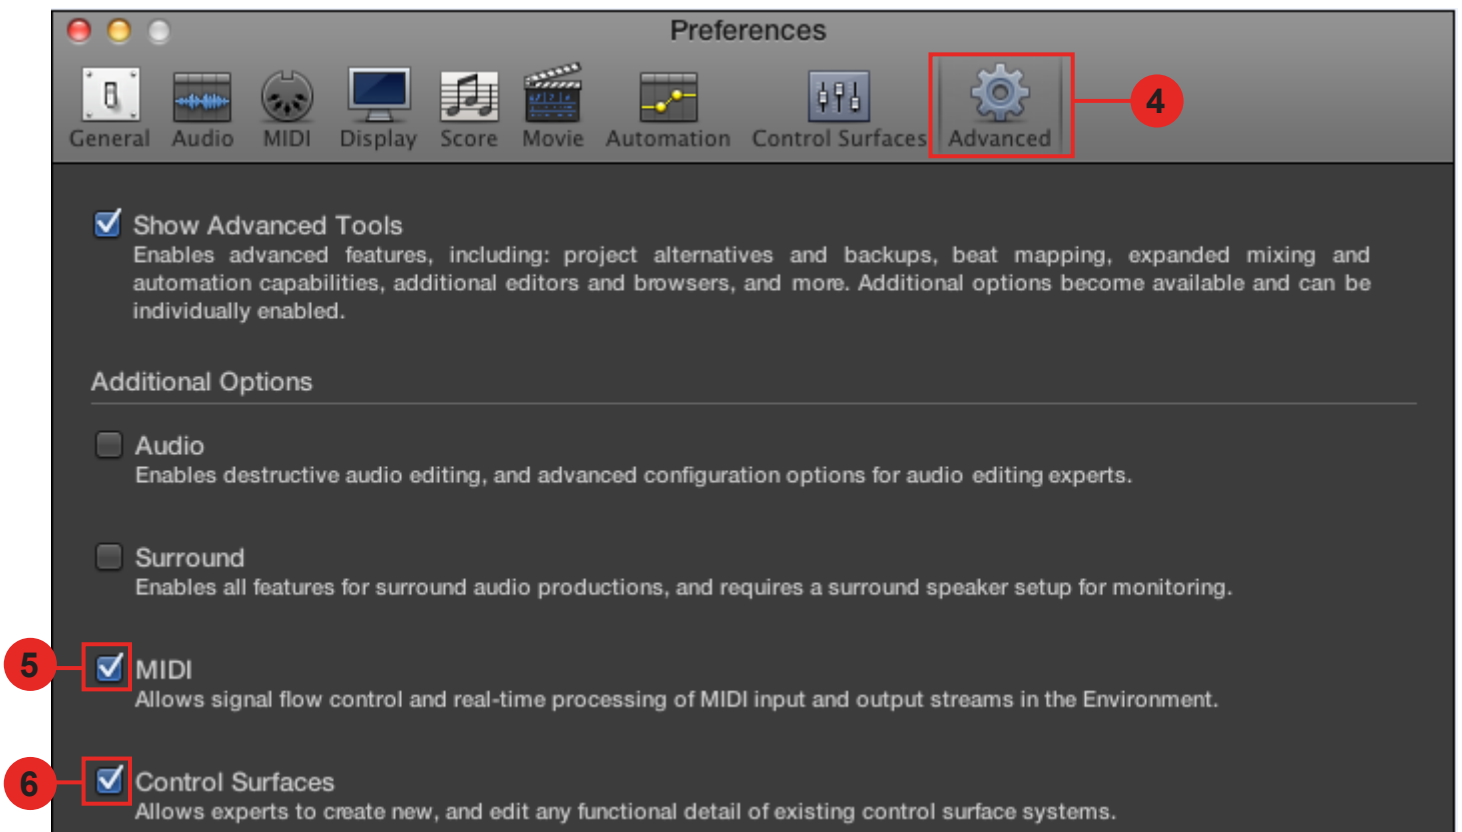 Preferences
General Audio MIDI Display Score Movie Automation Control Surfaces Advanced
4
Show Advanced Tools
Enables advanced features, including: project alternatives and backups, beat mapping, expanded mixing and
automation capabilities, additional editors and browsers, and more. Additional options become available and can be
individually enabled.
Additional Options
Audio
Enables destructive audio editing, and advanced configuration options for audio editing experts.
Surround
Enables all features for surround audio productions, and requires a surround speaker setup for monitoring.
5
MIDI
Allows signal flow control and real-time processing of MIDI input and output streams in the Environment.
6
Control Surfaces
Allows experts to create new, and edit any functional detail of existing control surface systems.